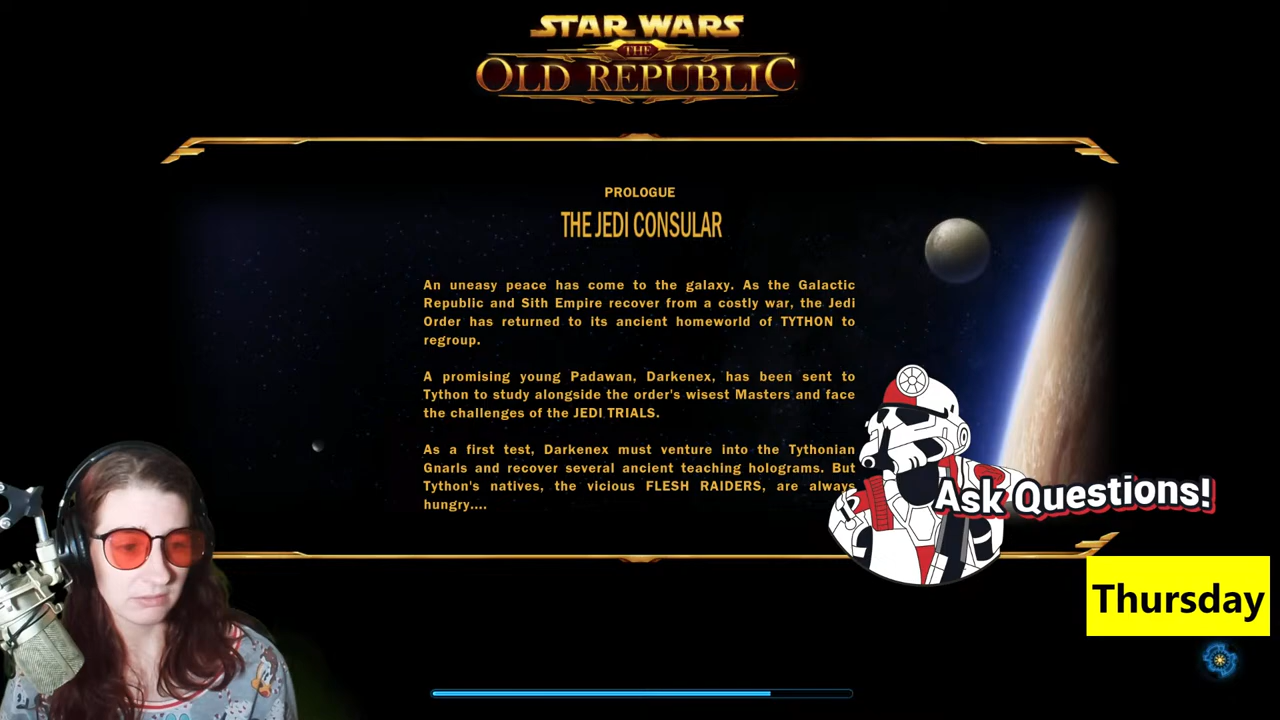 STAR WARS
THE
OLD REPUBLIC
PROLOGUE
THE JEDI CONSULAR
An uneasy peace has come to the galaxy. As the Galactic
Republic and Sith Empire recover from a costly war, the Jedi
Order has returned to its ancient homeworld of TYTHON to
regroup.
A promising young Padawan, Darkenex, has been sent to
Tython to study alongside the order's wisest Masters and face
the challenges of the JEDI TRIALS.
As a first test, Darkenex must venture into the Tythonian
Gnarls and recover several ancient teaching holograms. But
Tython's natives, the vicious FLESH RAIDERS, are always
hungry....
Ask Questions!
Thursday